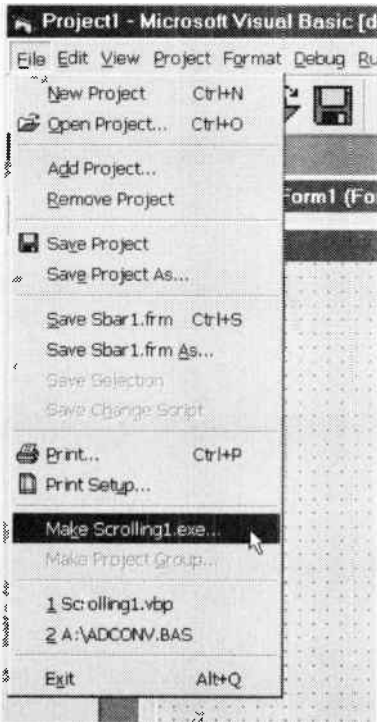 Project1 - Microsoft Visual Basic [d
File Edit View Project Format Debug Ru
New Project Ctrl+N
Open Project... Ctrl+O
Add Project...
Remove Project
Form1 (Fo
Save Project
Save Project As...
Save Sbar1.frm Ctrl+S
Save Sbar1.frm As...
Save Selection
Save Change Script
Print... Ctrl+P
Print Setup...
Make Scrolling1.exe...
Make Project Group...
1 Scrolling1.vbp
2 A:\ADCONV.BAS
Exit Alt+Q